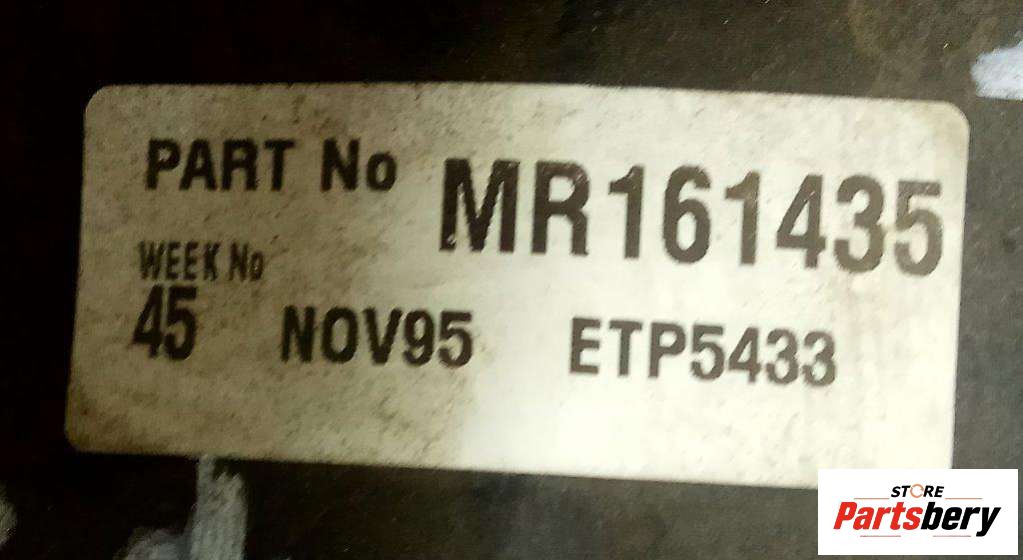 PART No MR161435
WEEK No
45 NOV95 ETP5433
STORE
Partsbery